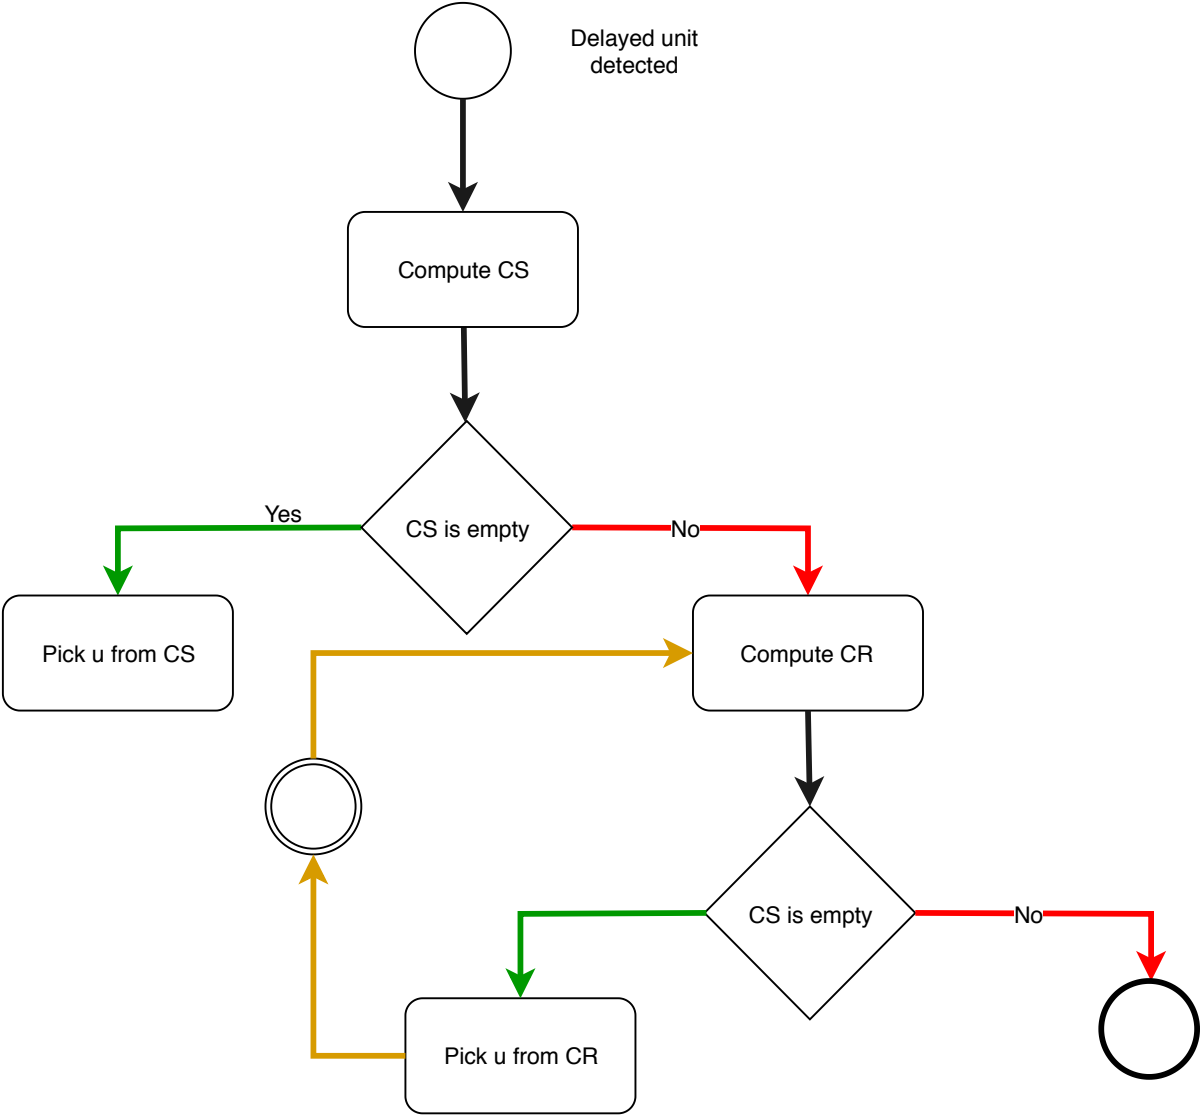 Delayed unit
detected
Compute CS
Yes
CS is empty
No
Pick u from CS
Compute CR
CS is empty
No
Pick u from CR